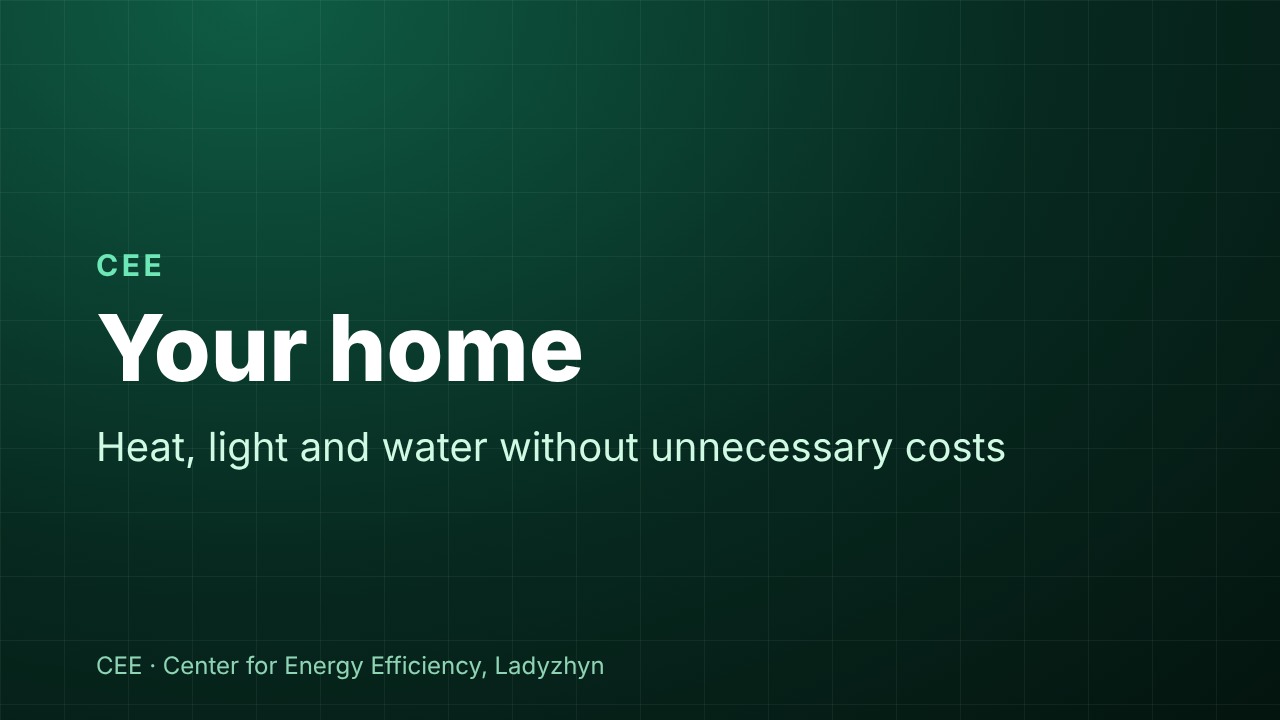 CEE
Your home
Heat, light and water without unnecessary costs
CEE · Center for Energy Efficiency, Ladyzhyn